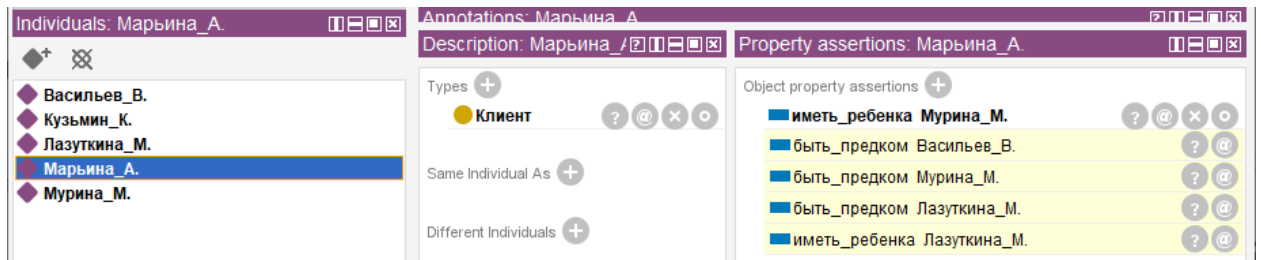 Individuals: Марьина_А.
Васильев_В.
Кузьмин_К.
Лазуткина_М.
Марьина_А.
Мурина_М.
Annotations: Марьина_А
Description: Марьина_А
Types
Клиент
Same Individual As
Different Individuals
Property assertions: Марьина_А.
Object property assertions
иметь_ребенка Мурина_М.
быть_предком Васильев_В.
быть_предком Мурина_М.
быть_предком Лазуткина_М.
иметь_ребенка Лазуткина_М.